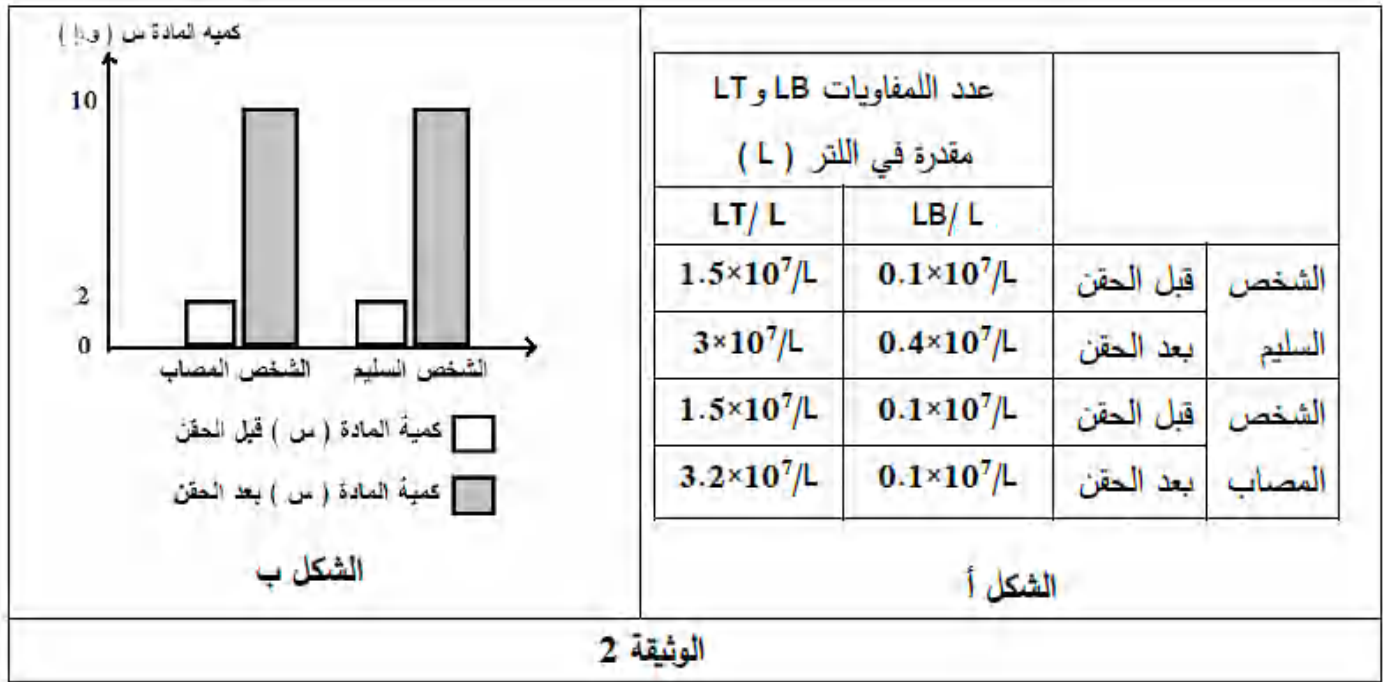 عدد اللمفاويات LB و LT
مقدرة في اللتر ( L )
LB/ L LT/ L
الشخص قبل الحقن 0.1×10⁷/L 1.5×10⁷/L
السليم بعد الحقن 0.4×10⁷/L 3×10⁷/L
الشخص قبل الحقن 0.1×10⁷/L 1.5×10⁷/L
المصاب بعد الحقن 0.1×10⁷/L 3.2×10⁷/L
الشكل أ
كميه المادة س
10
2
0
الشخص السليم الشخص المصاب
كمية المادة ( س ) قبل الحقن
كمية المادة ( س ) بعد الحقن
الشكل ب
الوثيقة 2